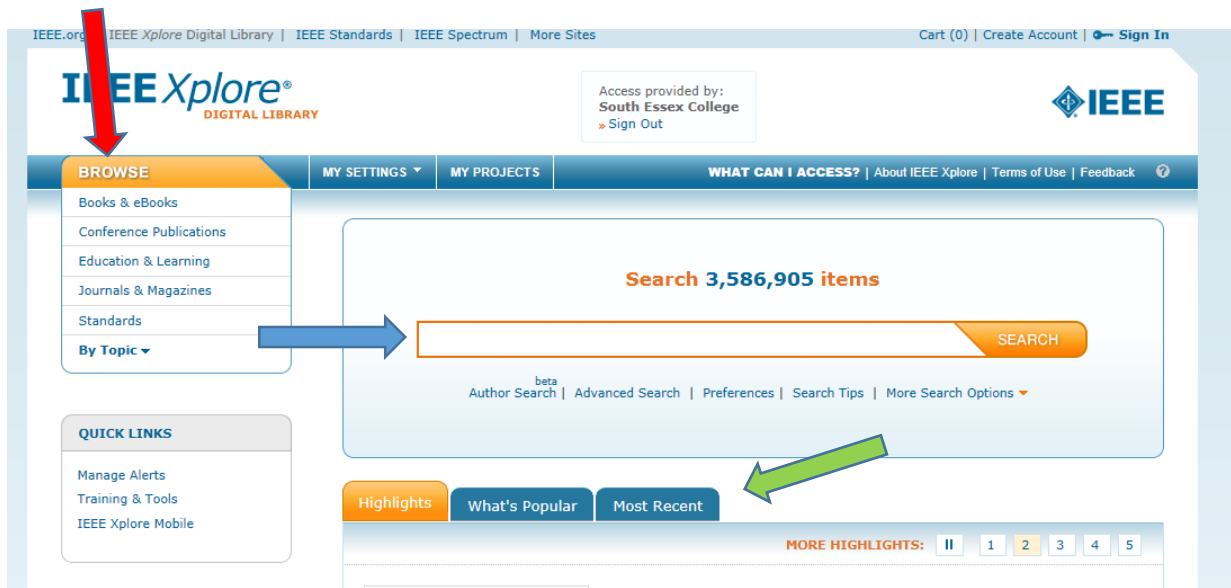 IEEE.org | IEEE Xplore Digital Library | IEEE Standards | IEEE Spectrum | More Sites
Cart (0) | Create Account | Sign In
IEEE Xplore®
DIGITAL LIBRARY
Access provided by:
South Essex College
» Sign Out
IEEE
BROWSE
MY SETTINGS
MY PROJECTS
WHAT CAN I ACCESS? | About IEEE Xplore | Terms of Use | Feedback ?
Books & eBooks
Conference Publications
Education & Learning
Journals & Magazines
Standards
By Topic
Search 3,586,905 items
SEARCH
beta
Author Search | Advanced Search | Preferences | Search Tips | More Search Options
QUICK LINKS
Manage Alerts
Training & Tools
IEEE Xplore Mobile
Highlights
What's Popular
Most Recent
MORE HIGHLIGHTS: 1 2 3 4 5